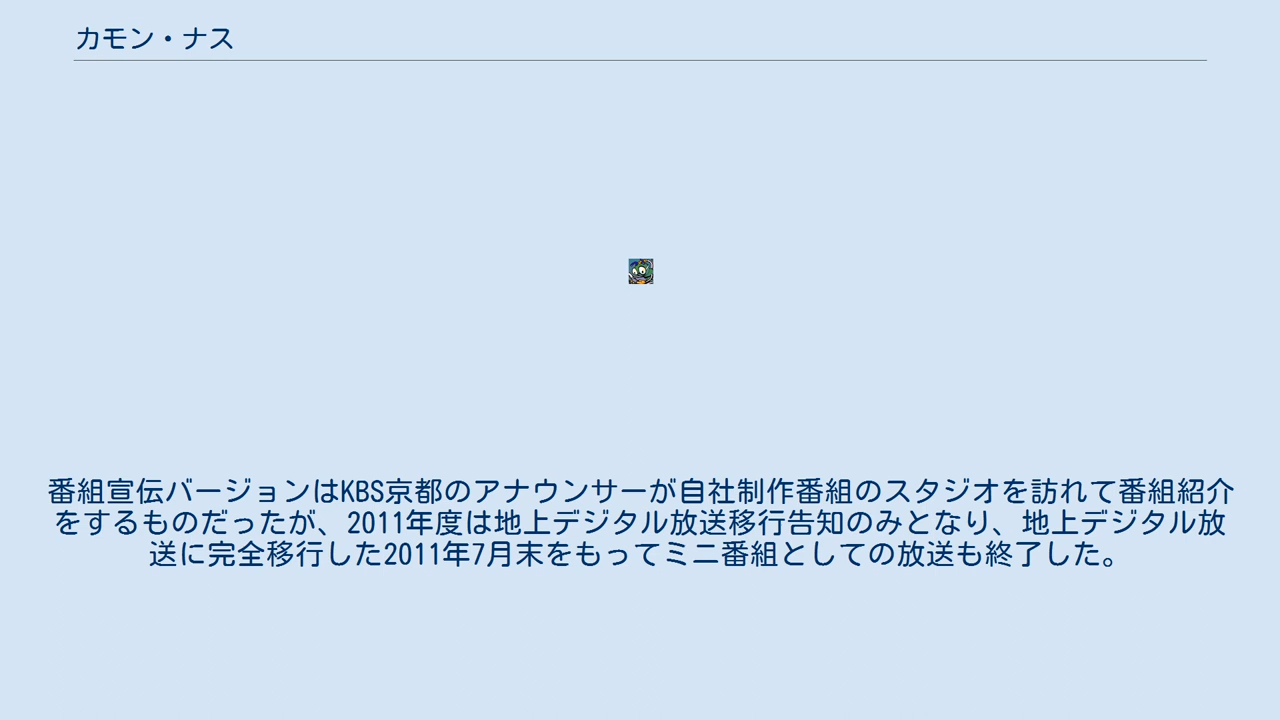 カモン・ナス
番組宣伝バージョンはKBS京都のアナウンサーが自社制作番組のスタジオを訪れて番組紹介
をするものだったが、2011年度は地上デジタル放送移行告知のみとなり、地上デジタル放
送に完全移行した2011年7月末をもってミニ番組としての放送も終了した。